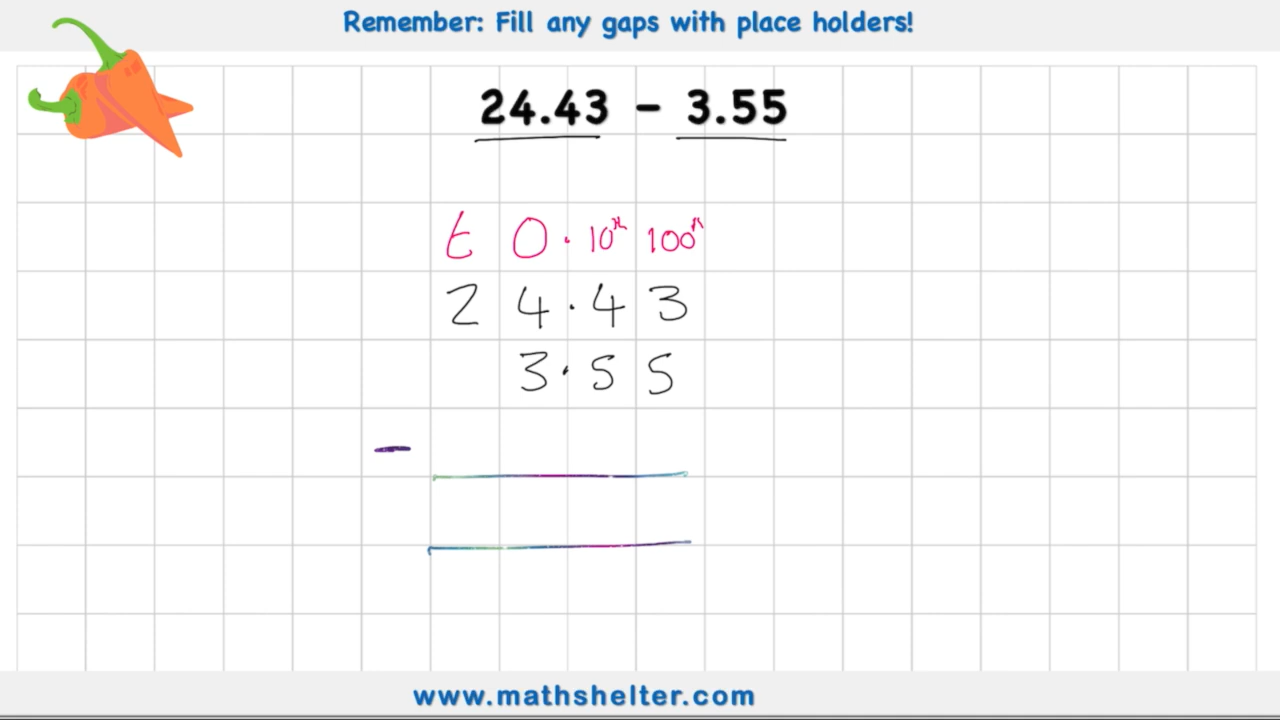 Remember: Fill any gaps with place holders!
24.43 - 3.55
t O . 10th 100th
2 4 . 4 3
3 . 5 5
-
www.mathshelter.com